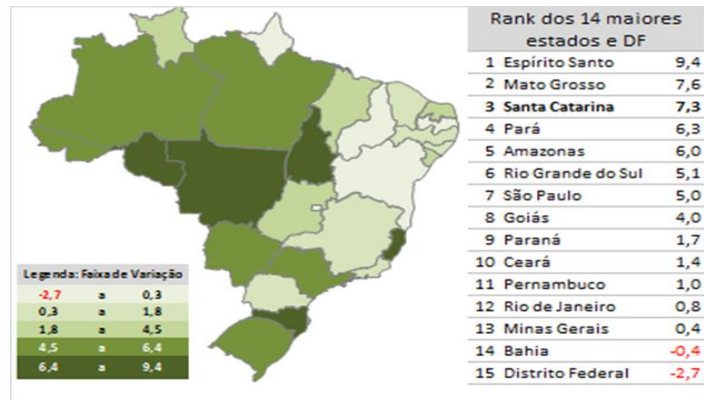 Rank dos 14 maiores
estados e DF
1 Espírito Santo 9,4
2 Mato Grosso 7,6
3 Santa Catarina 7,3
4 Pará 6,3
5 Amazonas 6,0
6 Rio Grande do Sul 5,1
7 São Paulo 5,0
8 Goiás 4,0
9 Paraná 1,7
10 Ceará 1,4
11 Pernambuco 1,0
12 Rio de Janeiro 0,8
13 Minas Gerais 0,4
14 Bahia -0,4
15 Distrito Federal -2,7
Legenda: Faixa de Variação
-2,7 a 0,3
0,3 a 1,8
1,8 a 4,5
4,5 a 6,4
6,4 a 9,4